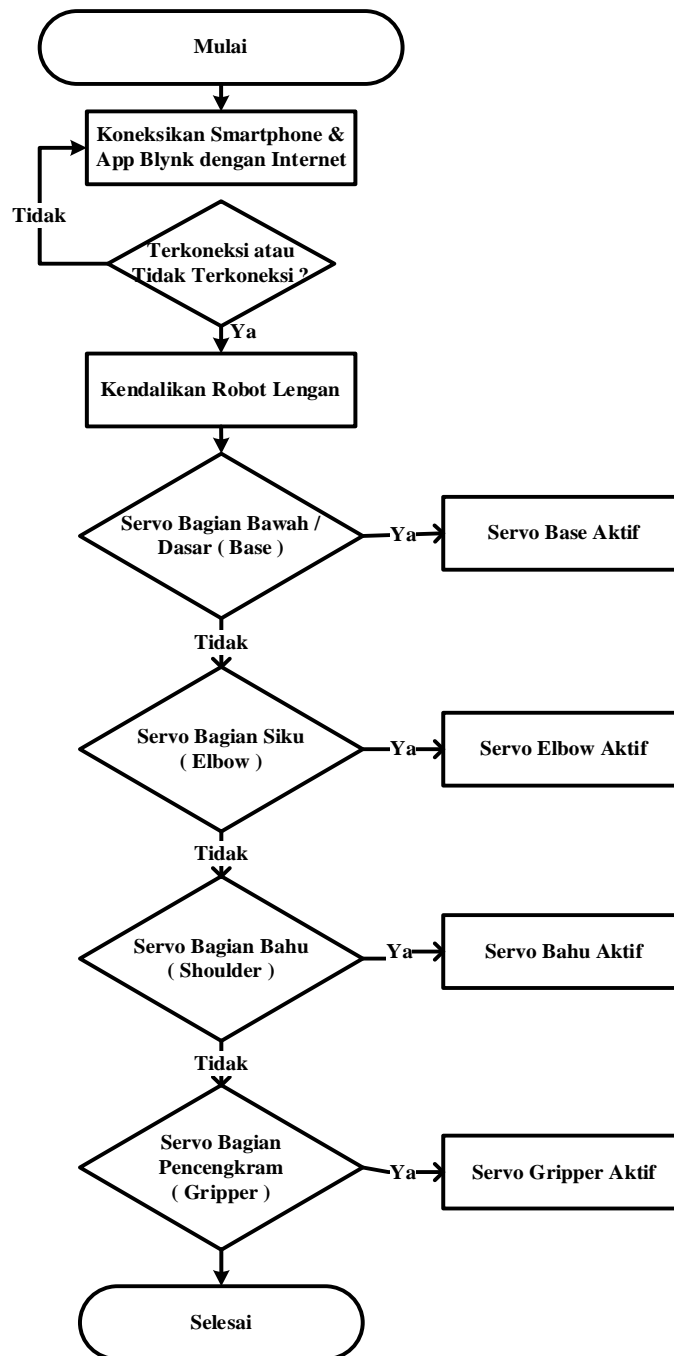 Mulai
Koneksikan Smartphone &
App Blynk dengan Internet
Tidak
Terkoneksi atau
Tidak Terkoneksi ?
Ya
Kendalikan Robot Lengan
Servo Bagian Bawah /
Dasar ( Base )
Ya
Servo Base Aktif
Tidak
Servo Bagian Siku
( Elbow )
Ya
Servo Elbow Aktif
Tidak
Servo Bagian Bahu
( Shoulder )
Ya
Servo Bahu Aktif
Tidak
Servo Bagian
Pencengkram
( Gripper )
Ya
Servo Gripper Aktif
Selesai